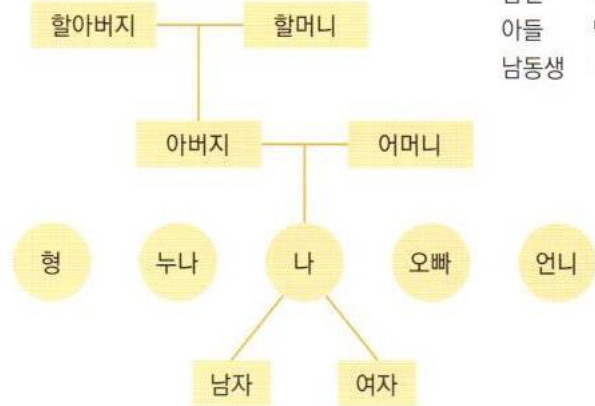 할아버지 할머니
아들
남동생
아버지 어머니
형 누나 나 오빠 언니
남자 여자